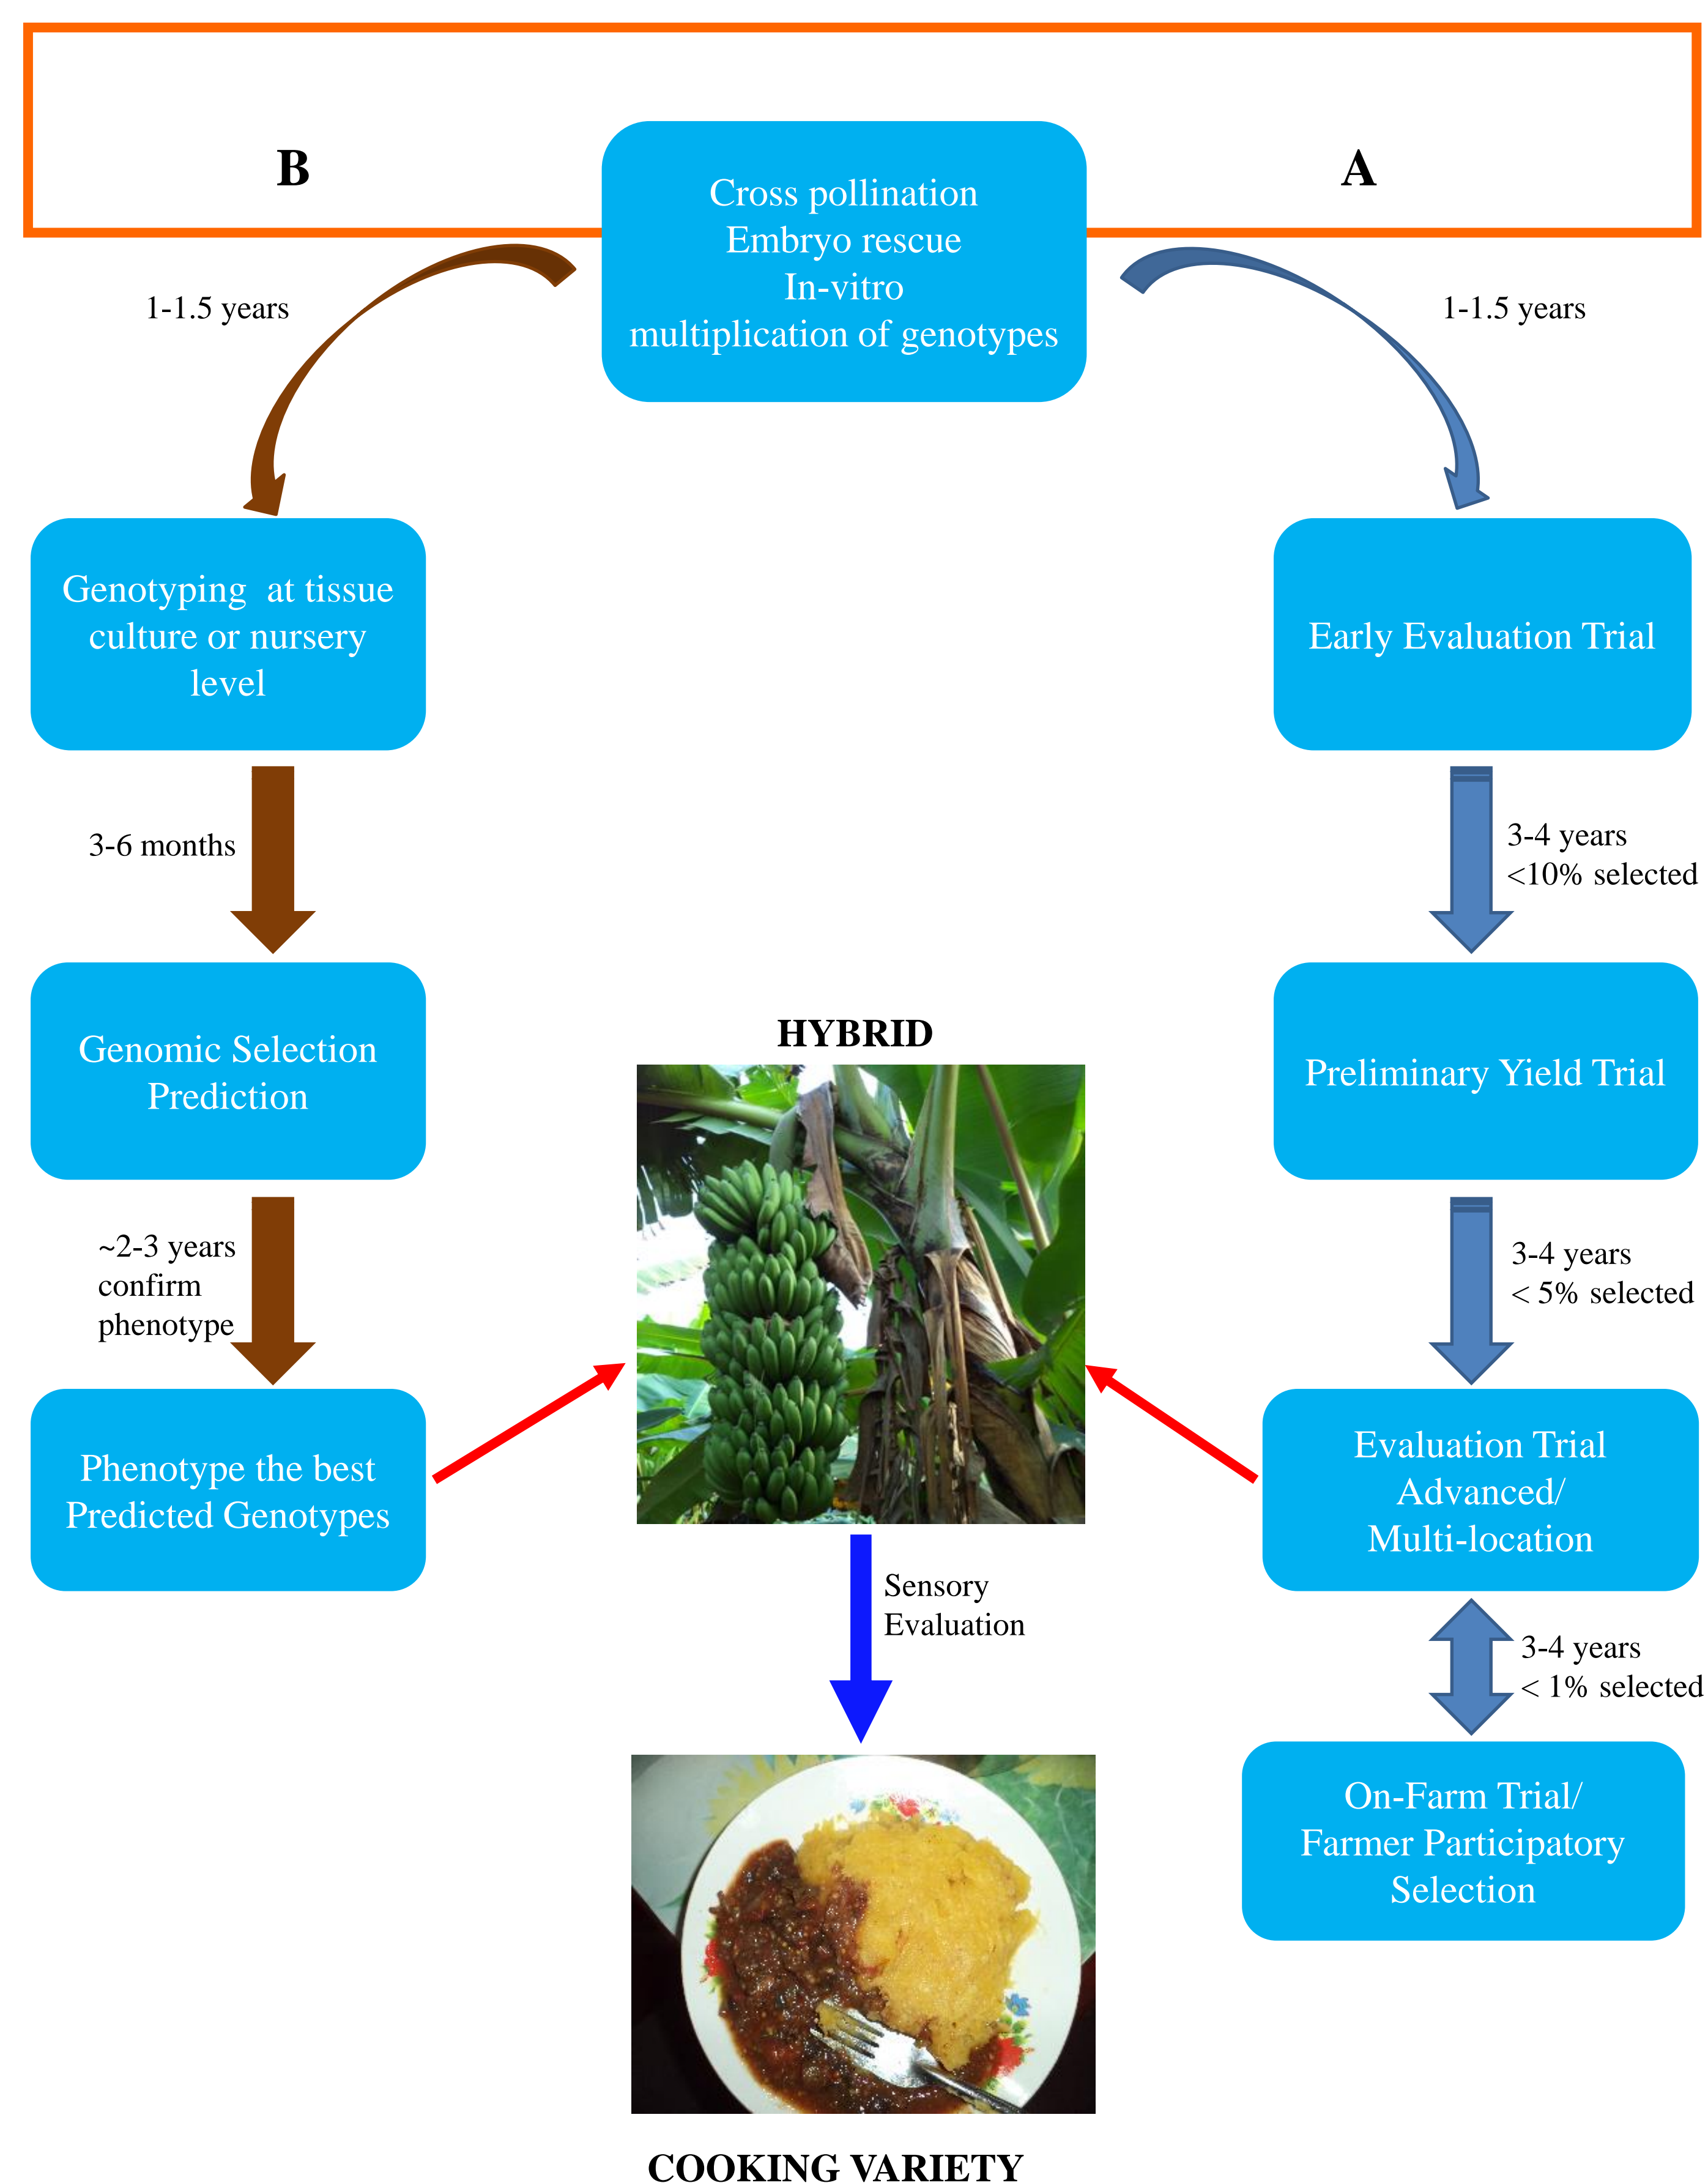 B
A
Cross pollination
Embryo rescue
In-vitro
multiplication of genotypes
1-1.5 years
1-1.5 years
Genotyping at tissue
culture or nursery
level
Early Evaluation Trial
3-6 months
3-4 years
<10% selected
Genomic Selection
Prediction
HYBRID
Preliminary Yield Trial
~2-3 years
confirm
phenotype
3-4 years
< 5% selected
Phenotype the best
Predicted Genotypes
Evaluation Trial
Advanced/
Multi-location
Sensory
Evaluation
3-4 years
< 1% selected
On-Farm Trial/
Farmer Participatory
Selection
COOKING VARIETY